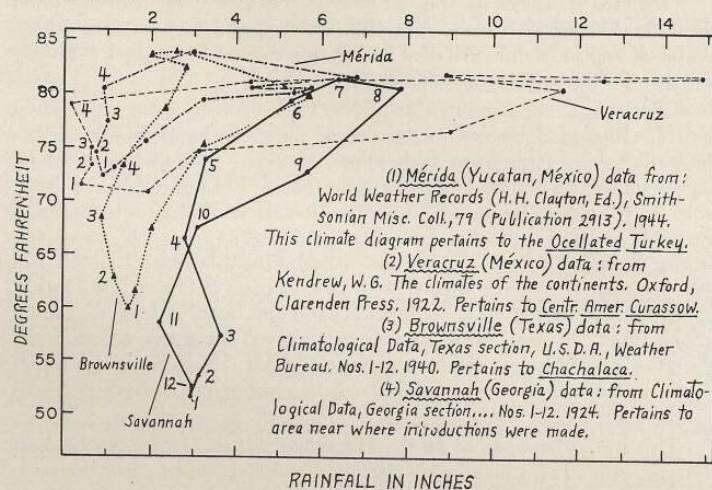 2 4 6 8 10 12 14
85
80
75
70
65
60
55
50
DEGREES FAHRENHEIT
Mérida
Veracruz
Brownsville
Savannah
4 3 3 2 2 1
4 1
4 3 2 1
1 2 3 4 5 6 7 8 9 10 11 12
(1) Mérida (Yucatan, México) data from:
World Weather Records (H.H. Clayton, Ed.), Smith-
sonian Misc. Coll., 79 (Publication 2913). 1944.
This climate diagram pertains to the Ocellated Turkey.
(2) Veracruz (México) data: from
Kendrew, W.G. The climates of the continents. Oxford,
Clarenden Press. 1922. Pertains to Centr. Amer. Curassow.
(3) Brownsville (Texas) data: from
Climatological Data, Texas section, U.S.D.A., Weather
Bureau. Nos. 1-12. 1940. Pertains to Chachalaca.
(4) Savannah (Georgia) data: from Climato-
logical Data, Georgia section,... Nos. 1-12. 1924. Pertains to
area near where introductions were made.
RAINFALL IN INCHES